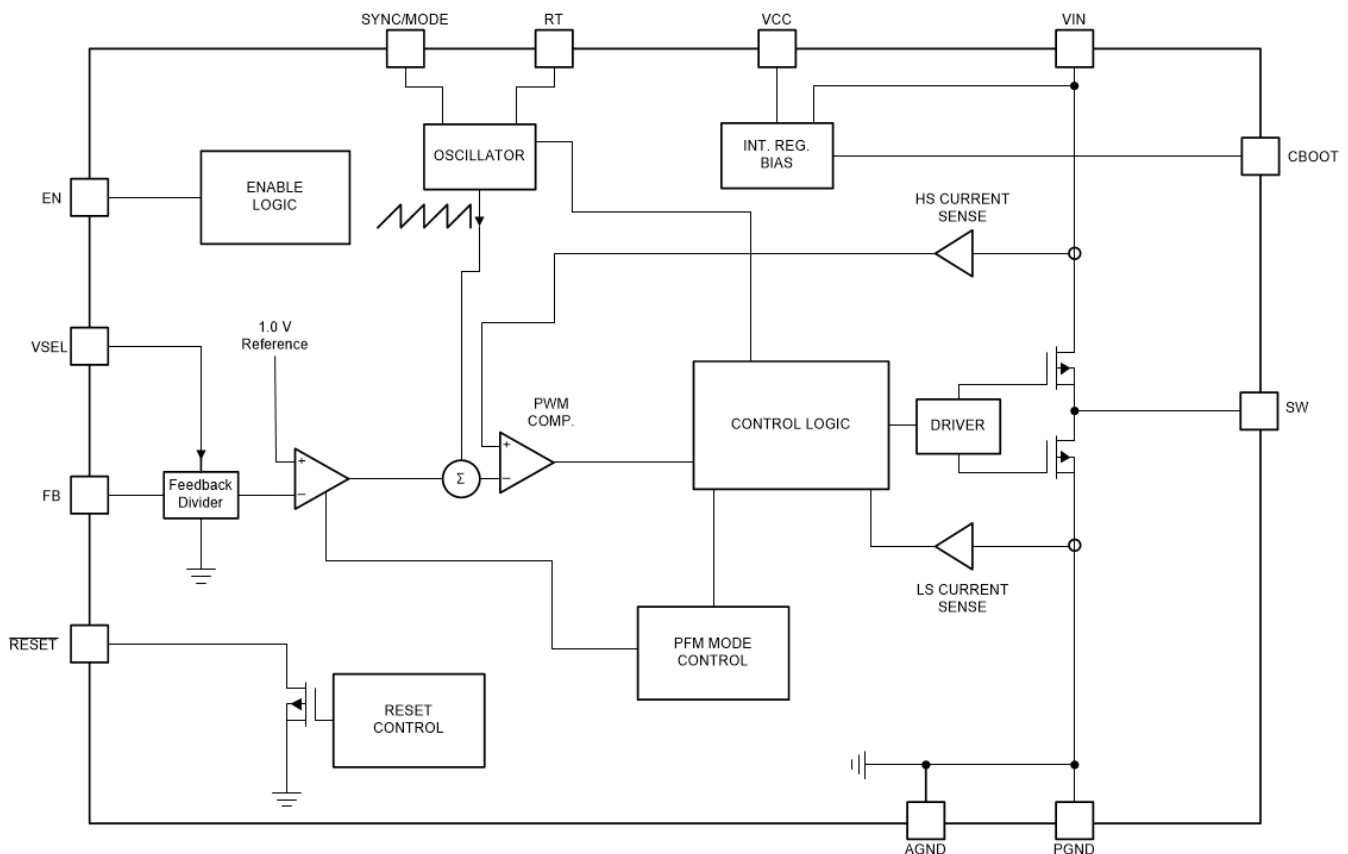 SYNC/MODE
RT
VCC
VIN
OSCILLATOR
INT. REG.
BIAS
CBOOT
EN
ENABLE
LOGIC
HS CURRENT
SENSE
VSEL
1.0 V
Reference
PWM
COMP.
CONTROL LOGIC
DRIVER
SW
+
+
Σ
−
FB
Feedback
Divider
−
LS CURRENT
SENSE
RESET
PFM MODE
CONTROL
RESET
CONTROL
AGND
PGND